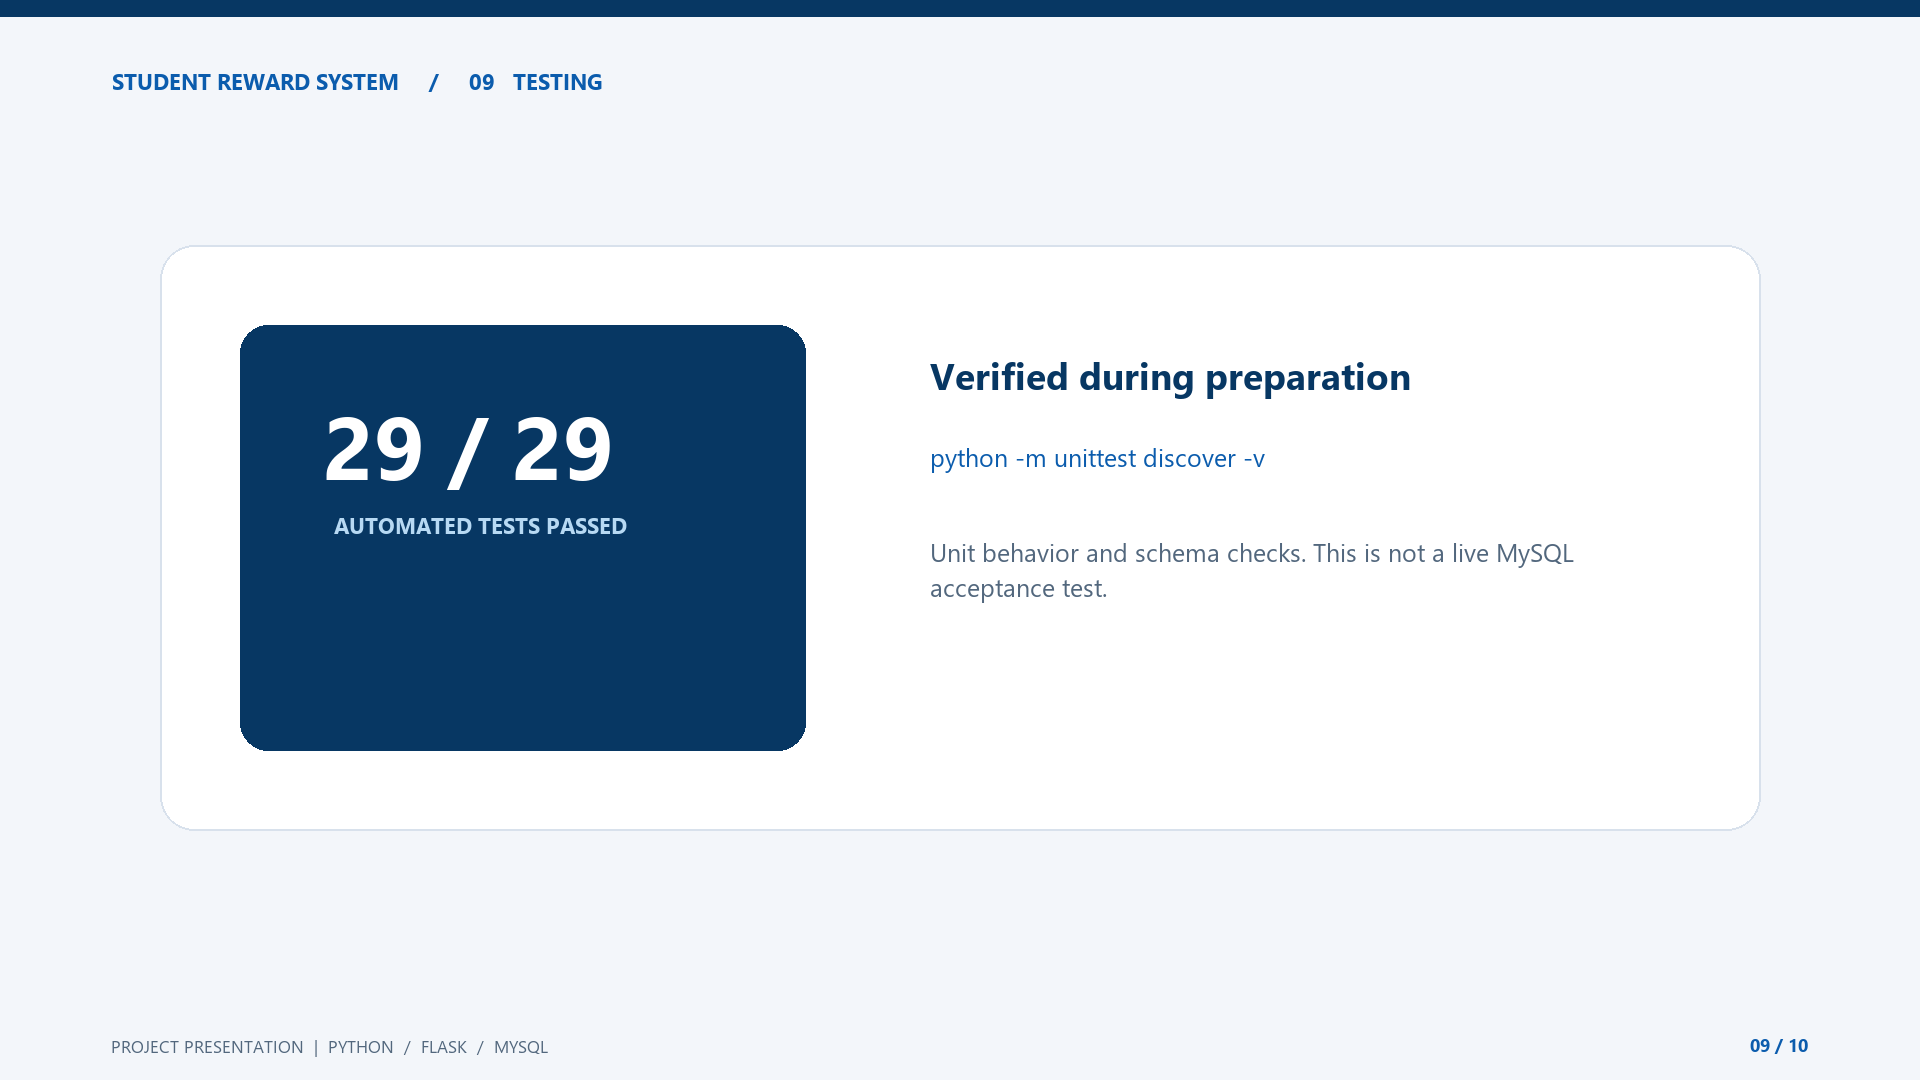 STUDENT REWARD SYSTEM / 09 TESTING
29 / 29
AUTOMATED TESTS PASSED
Verified during preparation
python -m unittest discover -v
Unit behavior and schema checks. This is not a live MySQL
acceptance test.
PROJECT PRESENTATION | PYTHON / FLASK / MYSQL
09 / 10